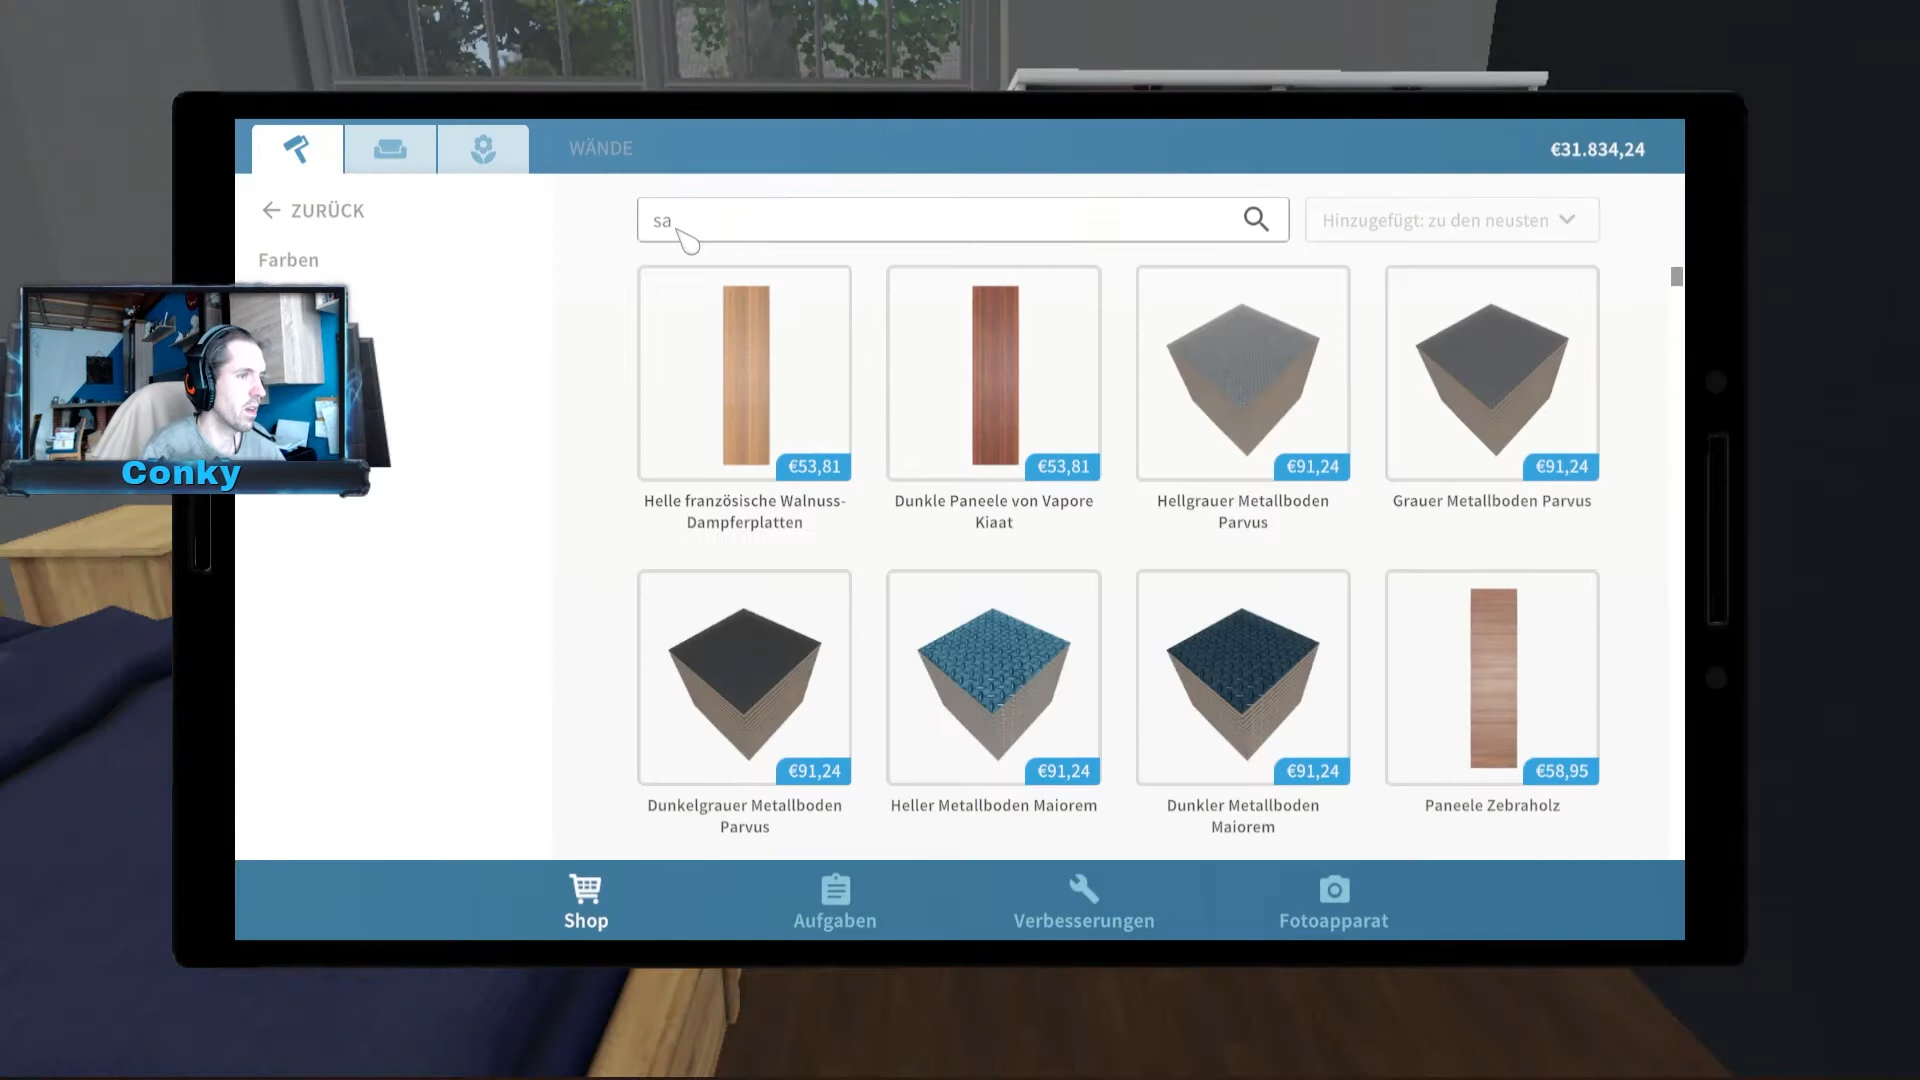 WÄNDE
€31.834,24
ZURÜCK
sa
Hinzugefügt: zu den neusten
Farben
Conky
€53,81
€53,81
€91,24
€91,24
Helle französische Walnuss-
Dampferplatten
Dunkle Paneele von Vapore
Kiaat
Hellgrauer Metallboden
Parvus
Grauer Metallboden Parvus
€91,24
€91,24
€91,24
€58,95
Dunkelgrauer Metallboden
Parvus
Heller Metallboden Maiorem
Dunkler Metallboden
Maiorem
Paneele Zebraholz
Shop
Aufgaben
Verbesserungen
Fotoapparat